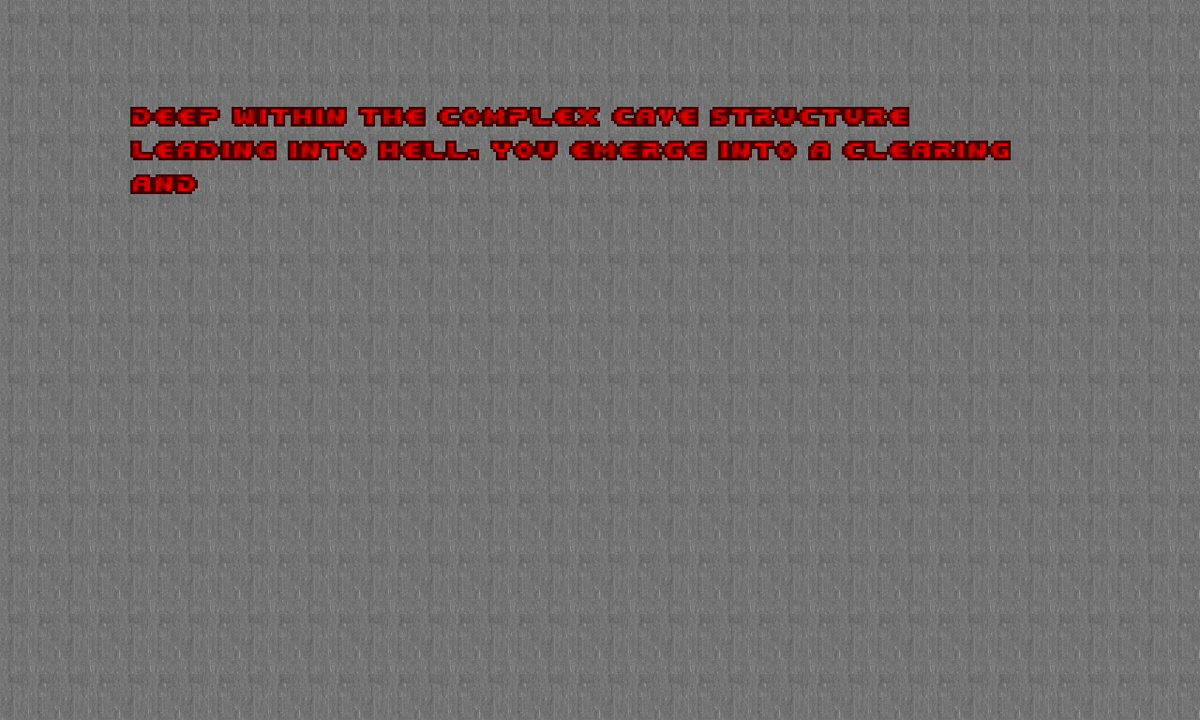 DEEP WITHIN THE COMPLEX CAVE STRUCTURE
LEADING INTO HELL, YOU EMERGE INTO A CLEARING
AND